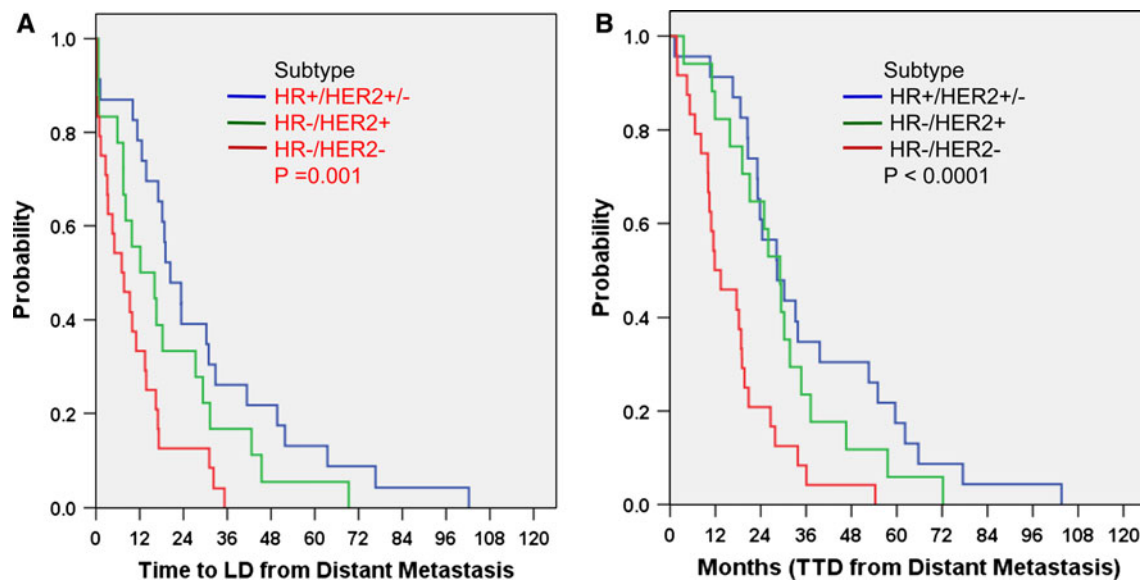 A
1.0
0.8
0.6
0.4
0.2
0.0
Probability
Subtype
HR+/HER2+/-
HR-/HER2+
HR-/HER2-
P =0.001
0 12 24 36 48 60 72 84 96 108 120
Time to LD from Distant Metastasis
B
1.0
0.8
0.6
0.4
0.2
0.0
Probability
Subtype
HR+/HER2+/-
HR-/HER2+
HR-/HER2-
P < 0.0001
0 12 24 36 48 60 72 84 96 108 120
Months (TTD from Distant Metastasis)